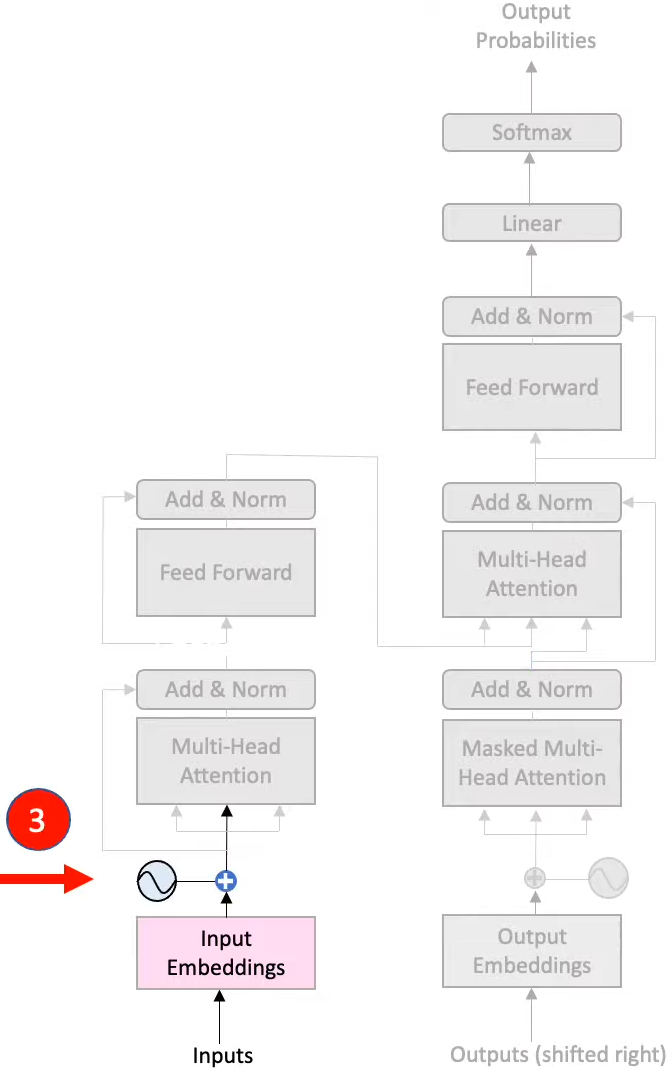 Output
Probabilities
Softmax
Linear
Add & Norm
Feed Forward
Add & Norm
Multi-Head
Attention
Add & Norm
Masked Multi-
Head Attention
Output
Embeddings
Outputs (shifted right)
Add & Norm
Feed Forward
Add & Norm
Multi-Head
Attention
3
Input
Embeddings
Inputs